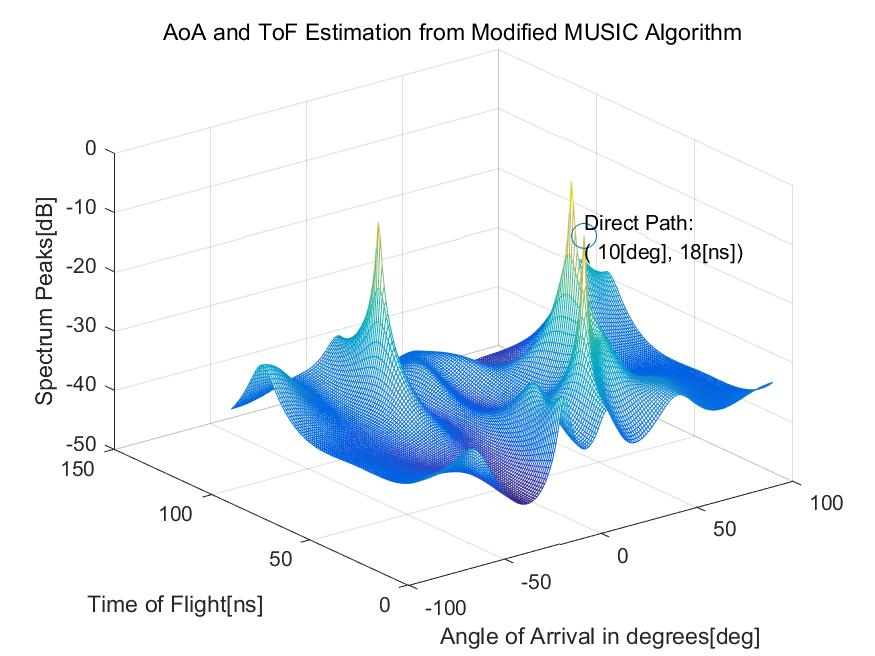 AoA and ToF Estimation from Modified MUSIC Algorithm
0
-10
-20
-30
-40
-50
Spectrum Peaks[dB]
Direct Path:
( 10[deg], 18[ns])
150
100
50
0
Time of Flight[ns]
-100
-50
0
50
100
Angle of Arrival in degrees[deg]